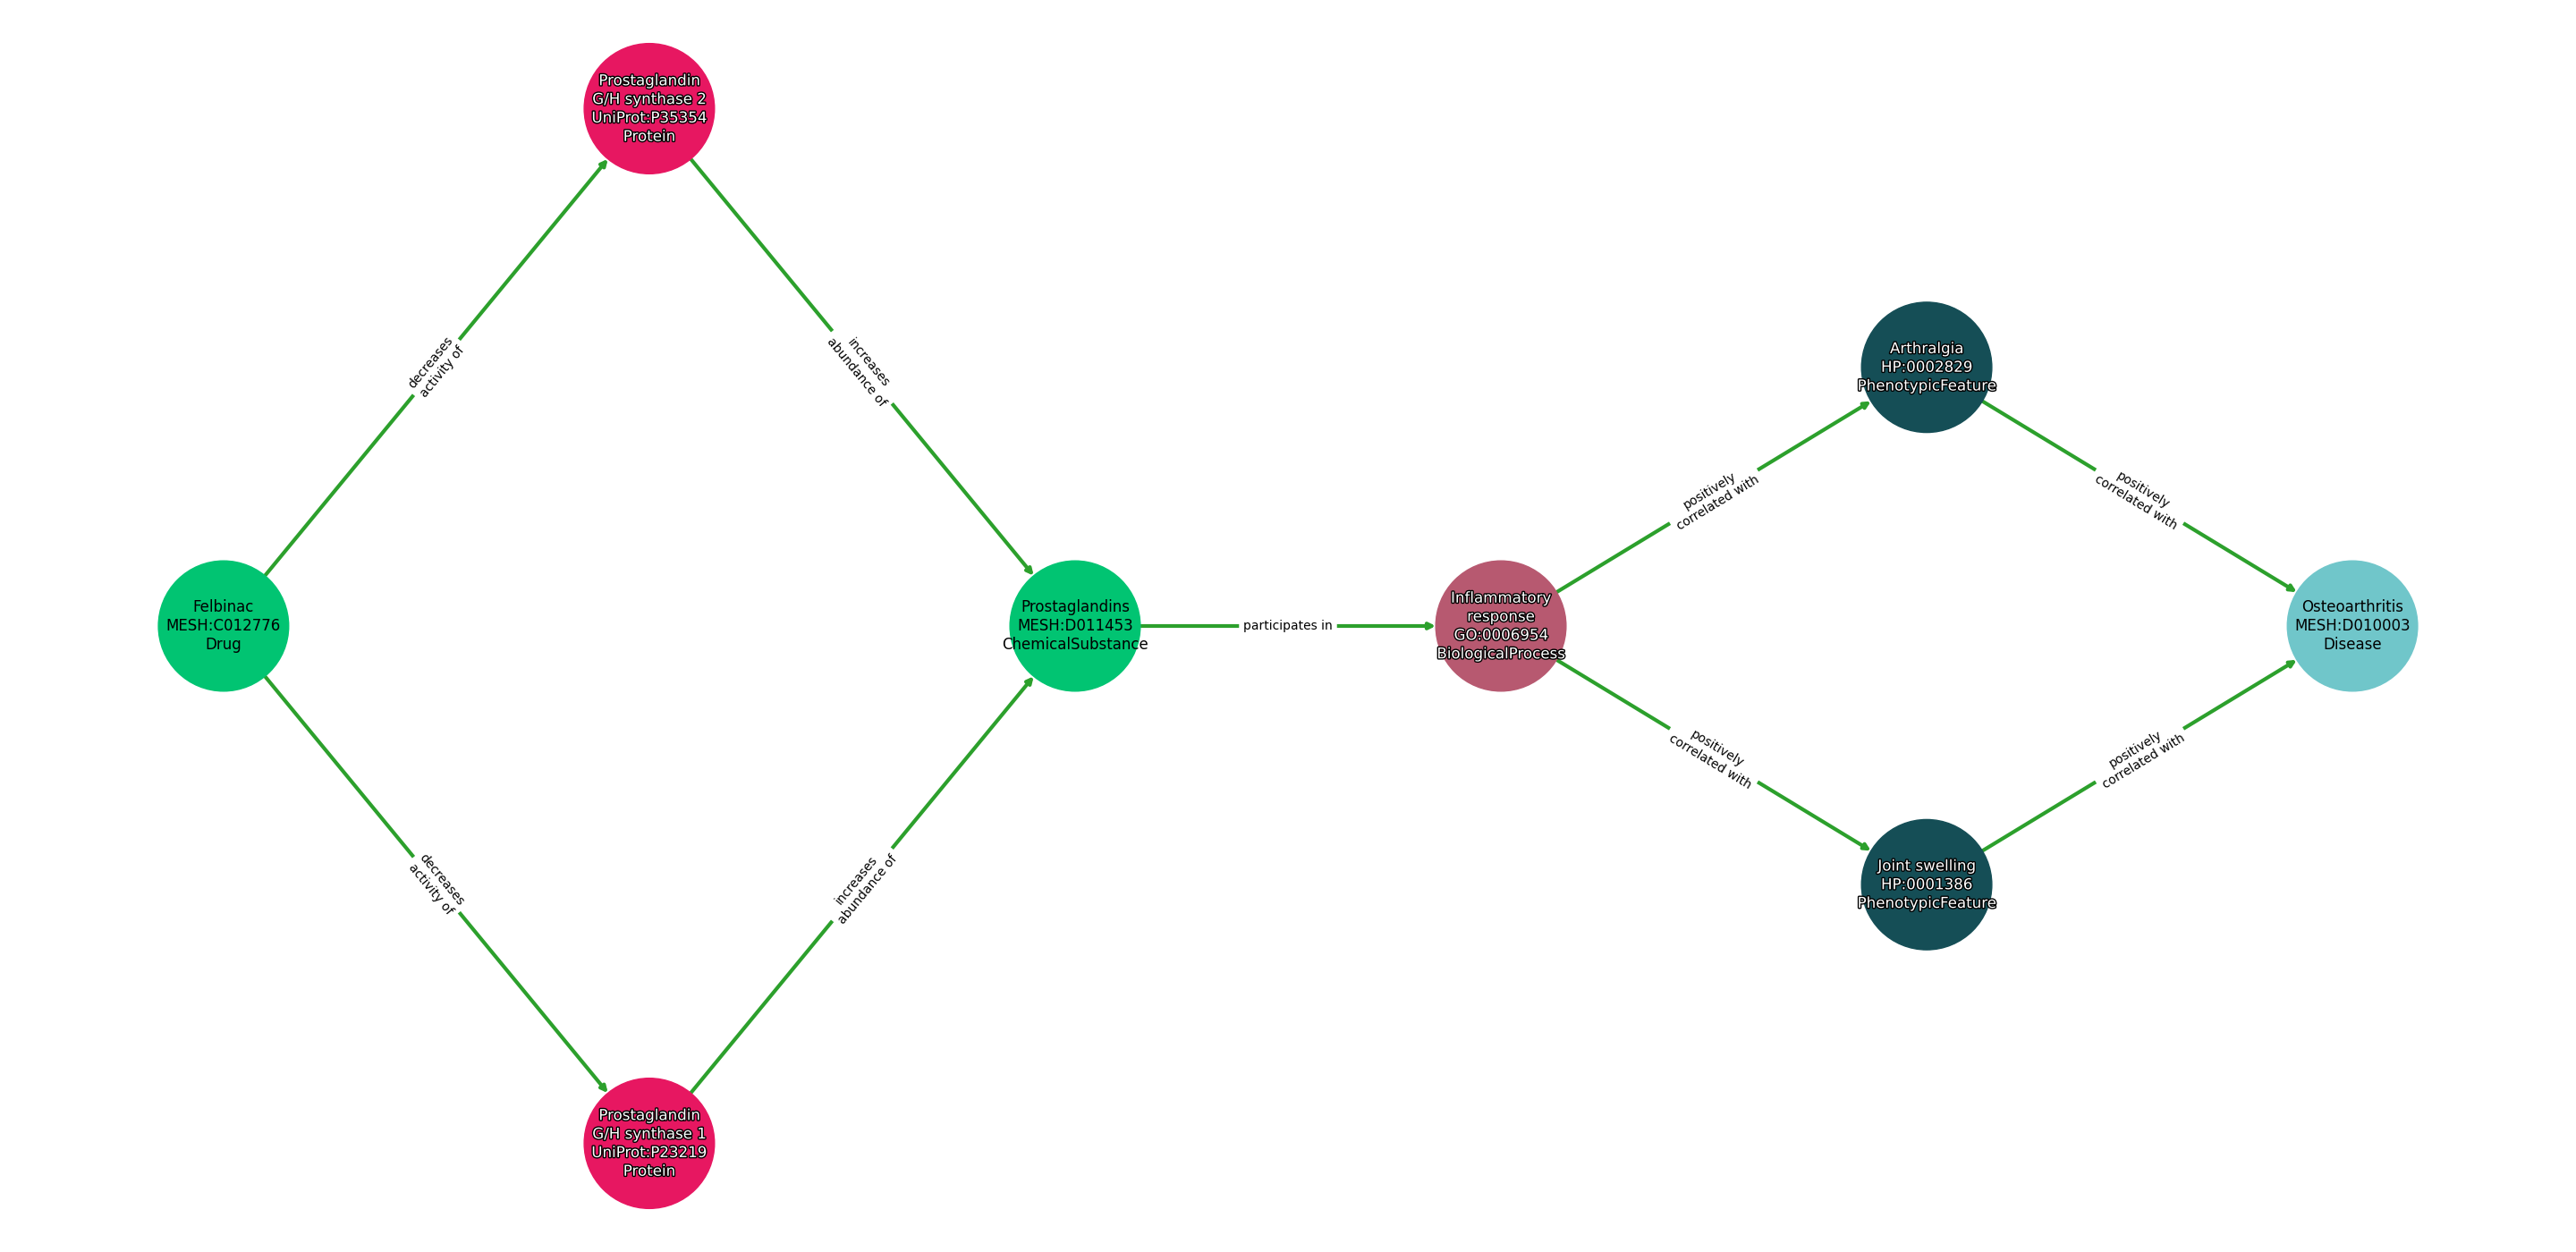 Prostaglandin
G/H synthase 2
UniProt:P35354
Protein
decreases
activity of
increases
abundance of
Arthralgia
HP:0002829
PhenotypicFeature
positively
correlated with
positively
correlated with
Felbinac
MESH:C012776
Drug
Prostaglandins
MESH:D011453
ChemicalSubstance
participates in
Inflammatory
response
GO:0006954
BiologicalProcess
Osteoarthritis
MESH:D010003
Disease
positively
correlated with
positively
correlated with
decreases
activity of
increases
abundance of
Joint swelling
HP:0001386
PhenotypicFeature
Prostaglandin
G/H synthase 1
UniProt:P23219
Protein